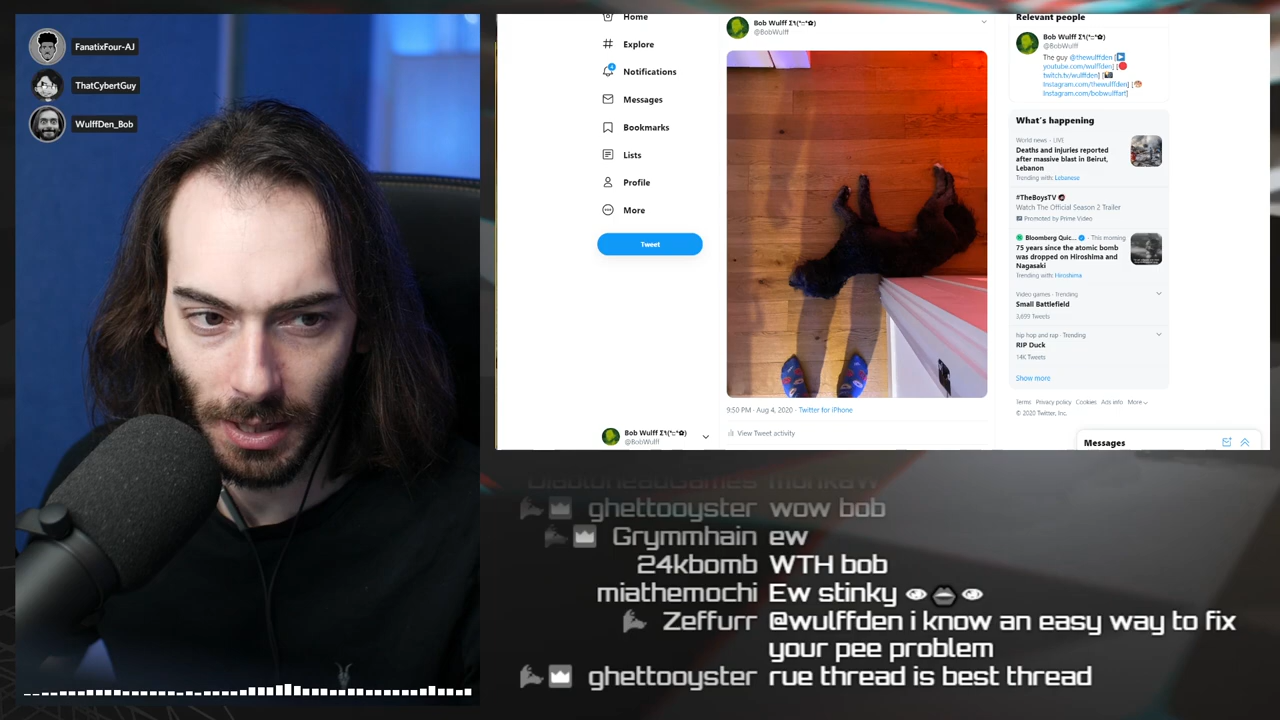 FanatixFour-AJ
ThatCybertGuy
WulffDen_Bob
Home
Explore
Notifications
Messages
Bookmarks
Lists
Profile
More
Tweet
Bob Wulff
@BobWulff
Bob Wulff
@BobWulff
9:50 PM · Aug 4, 2020 · Twitter for iPhone
View Tweet activity
Relevant people
Bob Wulff
@BobWulff
The guy @thewulffden [
youtube.com/wulffden] [
twitch.tv/wulffden] [
Instagram.com/thewulffden] [
Instagram.com/bobwulffart]
What's happening
World news · LIVE
Deaths and injuries reported
after massive blast in Beirut,
Lebanon
Trending with: Lebanese
#TheBoysTV
Watch The Official Season 2 Trailer
Promoted by Prime Video
Bloomberg Quic... · This morning
75 years since the atomic bomb
was dropped on Hiroshima and
Nagasaki
Trending with: Hiroshima
Video games · Trending
Small Battlefield
3,699 Tweets
hip hop and rap · Trending
RIP Duck
14K Tweets
Show more
Terms Privacy policy Cookies Ads info More
© 2020 Twitter, Inc.
Messages
ghettooyster wow bob
Grymmhain ew
24kbomb WTH bob
miathemochi Ew stinky 👁👄👁
Zeffurr @wulffden i know an easy way to fix
your pee problem
ghettooyster rue thread is best thread